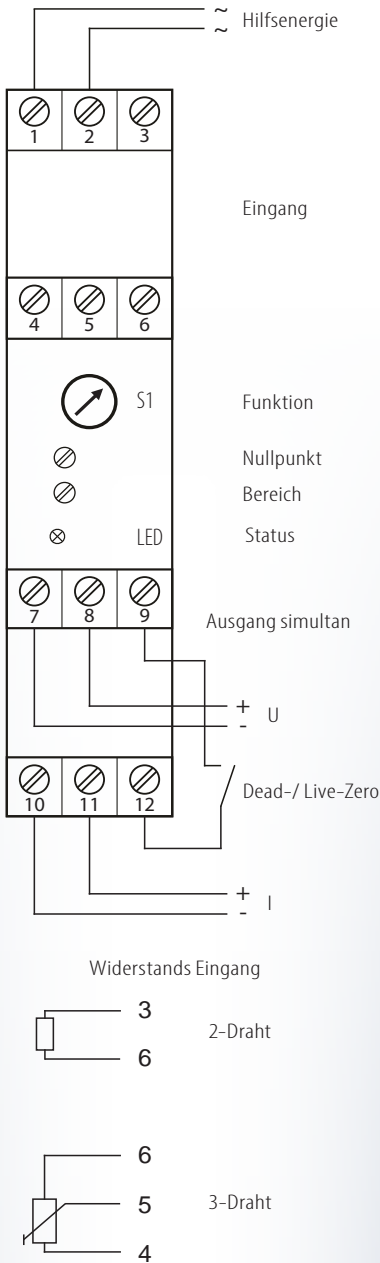 ~
~ Hilfsenergie
1 2 3
Eingang
4 5 6
S1 Funktion
Nullpunkt
Bereich
LED Status
7 8 9
Ausgang simultan
+
- U
10 11 12
Dead-/ Live-Zero
+
- I
Widerstands Eingang
3
2-Draht
6
6
5 3-Draht
4